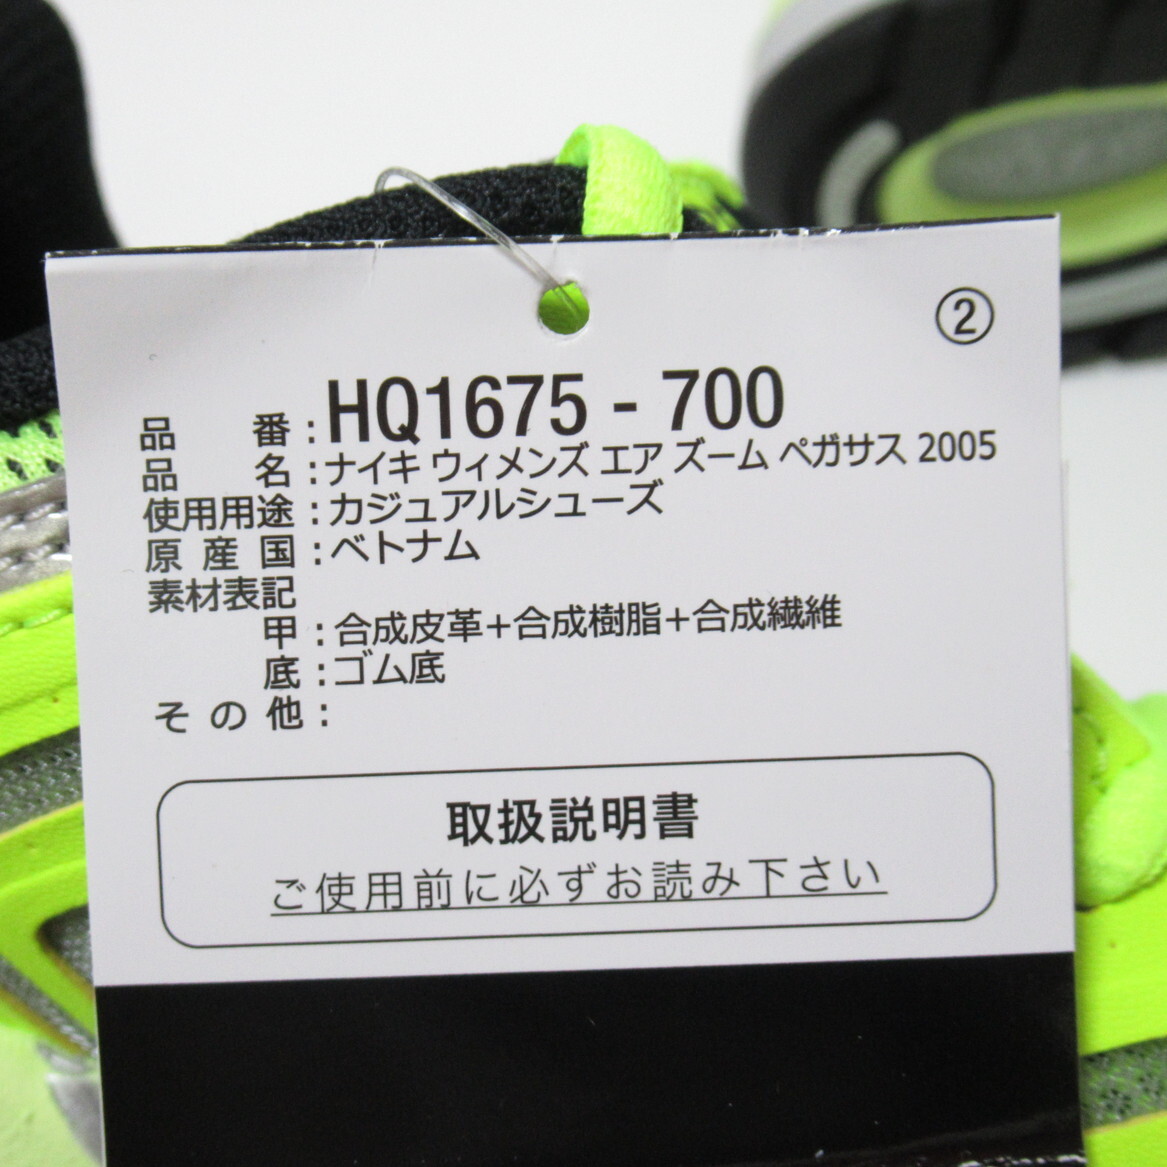 ②
品番:HQ1675-700
品名:ナイキ ウィメンズ エア ズーム ペガサス 2005
使用用途:カジュアルシューズ
原産国:ベトナム
素材表記
甲:合成皮革+合成樹脂+合成繊維
底:ゴム底
その他:
取扱説明書
ご使用前に必ずお読み下さい